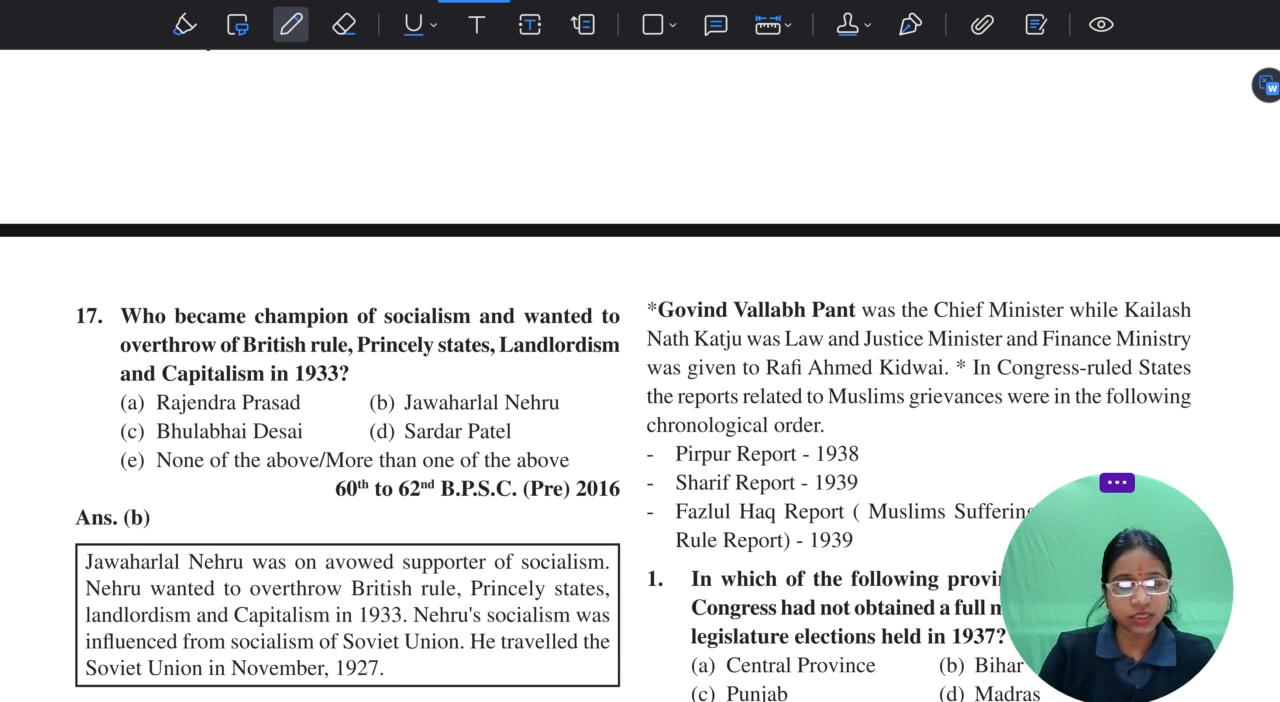 17. Who became champion of socialism and wanted to
overthrow of British rule, Princely states, Landlordism
and Capitalism in 1933?
(a) Rajendra Prasad (b) Jawaharlal Nehru
(c) Bhulabhai Desai (d) Sardar Patel
(e) None of the above/More than one of the above
60th to 62nd B.P.S.C. (Pre) 2016
Ans. (b)
Jawaharlal Nehru was on avowed supporter of socialism.
Nehru wanted to overthrow British rule, Princely states,
landlordism and Capitalism in 1933. Nehru's socialism was
influenced from socialism of Soviet Union. He travelled the
Soviet Union in November, 1927.
*Govind Vallabh Pant was the Chief Minister while Kailash
Nath Katju was Law and Justice Minister and Finance Ministry
was given to Rafi Ahmed Kidwai. * In Congress-ruled States
the reports related to Muslims grievances were in the following
chronological order.
- Pirpur Report - 1938
- Sharif Report - 1939
- Fazlul Haq Report ( Muslims Suffering
Rule Report) - 1939
1. In which of the following
Congress had not obtained a full
legislature elections held in 1937?
(a) Central Province (b) Bihar
(c) Punjab (d) Madras